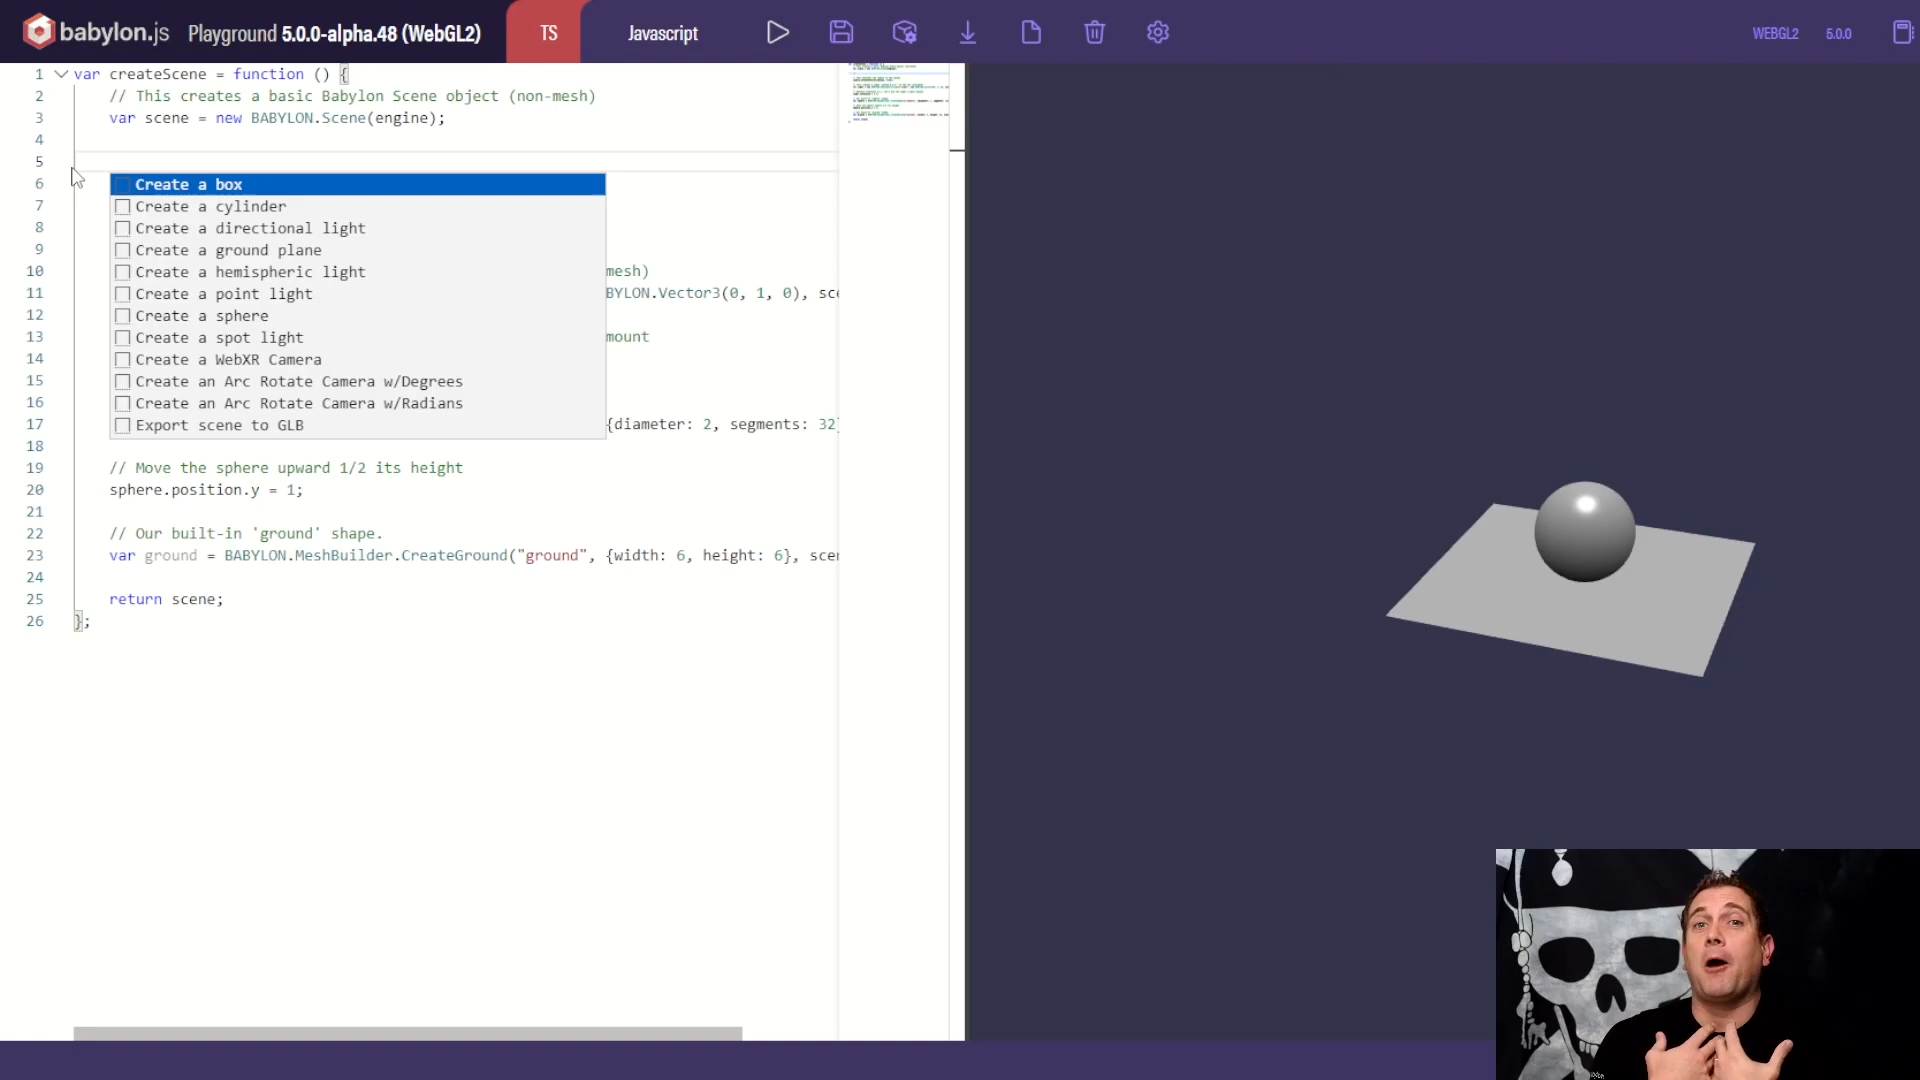 babylon.js Playground 5.0.0-alpha.48 (WebGL2) TS Javascript WEBGL2 5.0.0
1 var createScene = function () {
2 // This creates a basic Babylon Scene object (non-mesh)
3 var scene = new BABYLON.Scene(engine);
4
5
6 Create a box
7 Create a cylinder
8 Create a directional light
9 Create a ground plane
10 Create a hemispheric light mesh)
11 Create a point light BYLON.Vector3(0, 1, 0), sc
12 Create a sphere
13 Create a spot light mount
14 Create a WebXR Camera
15 Create an Arc Rotate Camera w/Degrees
16 Create an Arc Rotate Camera w/Radians
17 Export scene to GLB {diameter: 2, segments: 32}
18
19 // Move the sphere upward 1/2 its height
20 sphere.position.y = 1;
21
22 // Our built-in 'ground' shape.
23 var ground = BABYLON.MeshBuilder.CreateGround("ground", {width: 6, height: 6}, scen
24
25 return scene;
26 };